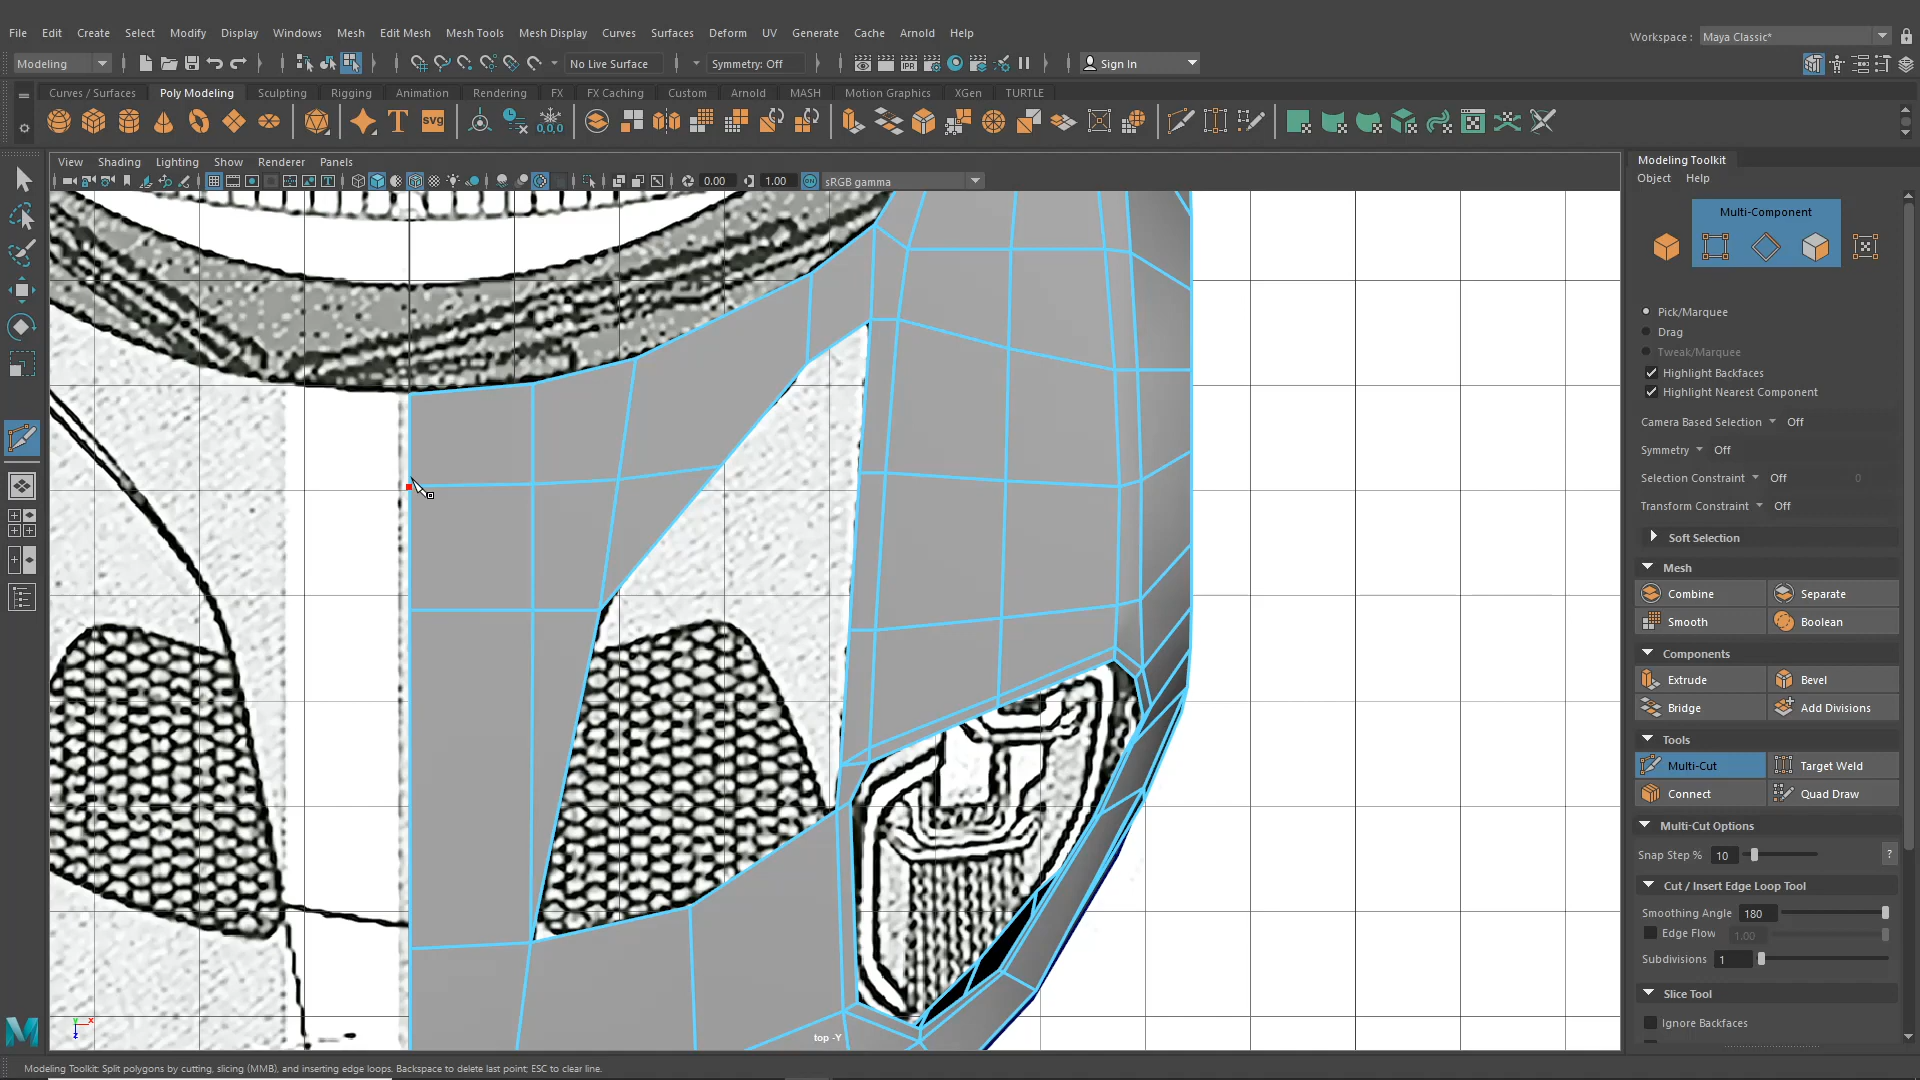 File Edit Create Select Modify Display Windows Mesh Edit Mesh Mesh Tools Mesh Display Curves Surfaces Deform UV Generate Cache Arnold Help
Workspace : Maya Classic*
Modeling No Live Surface Symmetry: Off Sign In
Curves / Surfaces Poly Modeling Sculpting Rigging Animation Rendering FX FX Caching Custom Arnold MASH Motion Graphics XGen TURTLE
T svg 0,0,0
View Shading Lighting Show Renderer Panels
0.00 1.00 ON sRGB gamma
Modeling Toolkit
Object Help
Multi-Component
Pick/Marquee
Drag
Tweak/Marquee
Highlight Backfaces
Highlight Nearest Component
Camera Based Selection Off
Symmetry Off
Selection Constraint Off 0
Transform Constraint Off
Soft Selection
Mesh
Combine Separate
Smooth Boolean
Components
Extrude Bevel
Bridge Add Divisions
Tools
Multi-Cut Target Weld
Connect Quad Draw
Multi-Cut Options
Snap Step % 10 ?
Cut / Insert Edge Loop Tool
Smoothing Angle 180
Edge Flow 1.00
Subdivisions 1
Slice Tool
Ignore Backfaces
y x
z
top -Y
M
Modeling Toolkit: Split polygons by cutting, slicing (MMB), and inserting edge loops. Backspace to delete last point; ESC to clear line.